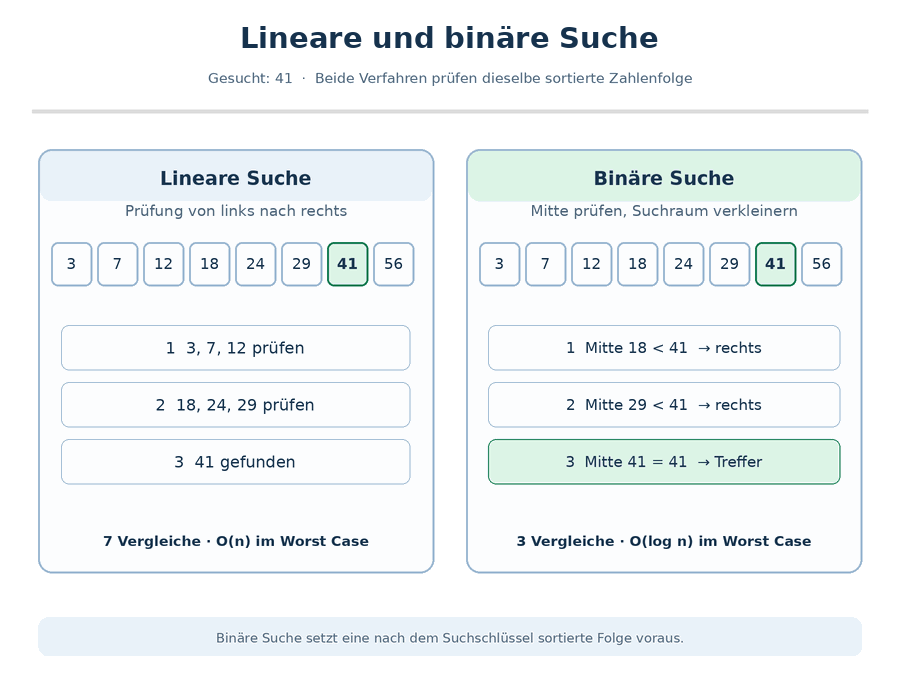 Lineare und binäre Suche
Gesucht: 41 · Beide Verfahren prüfen dieselbe sortierte Zahlenfolge
Lineare Suche
Prüfung von links nach rechts
3 7 12 18 24 29 41 56
1 3, 7, 12 prüfen
2 18, 24, 29 prüfen
3 41 gefunden
7 Vergleiche · O(n) im Worst Case
Binäre Suche
Mitte prüfen, Suchraum verkleinern
3 7 12 18 24 29 41 56
1 Mitte 18 < 41 → rechts
2 Mitte 29 < 41 → rechts
3 Mitte 41 = 41 → Treffer
3 Vergleiche · O(log n) im Worst Case
Binäre Suche setzt eine nach dem Suchschlüssel sortierte Folge voraus.